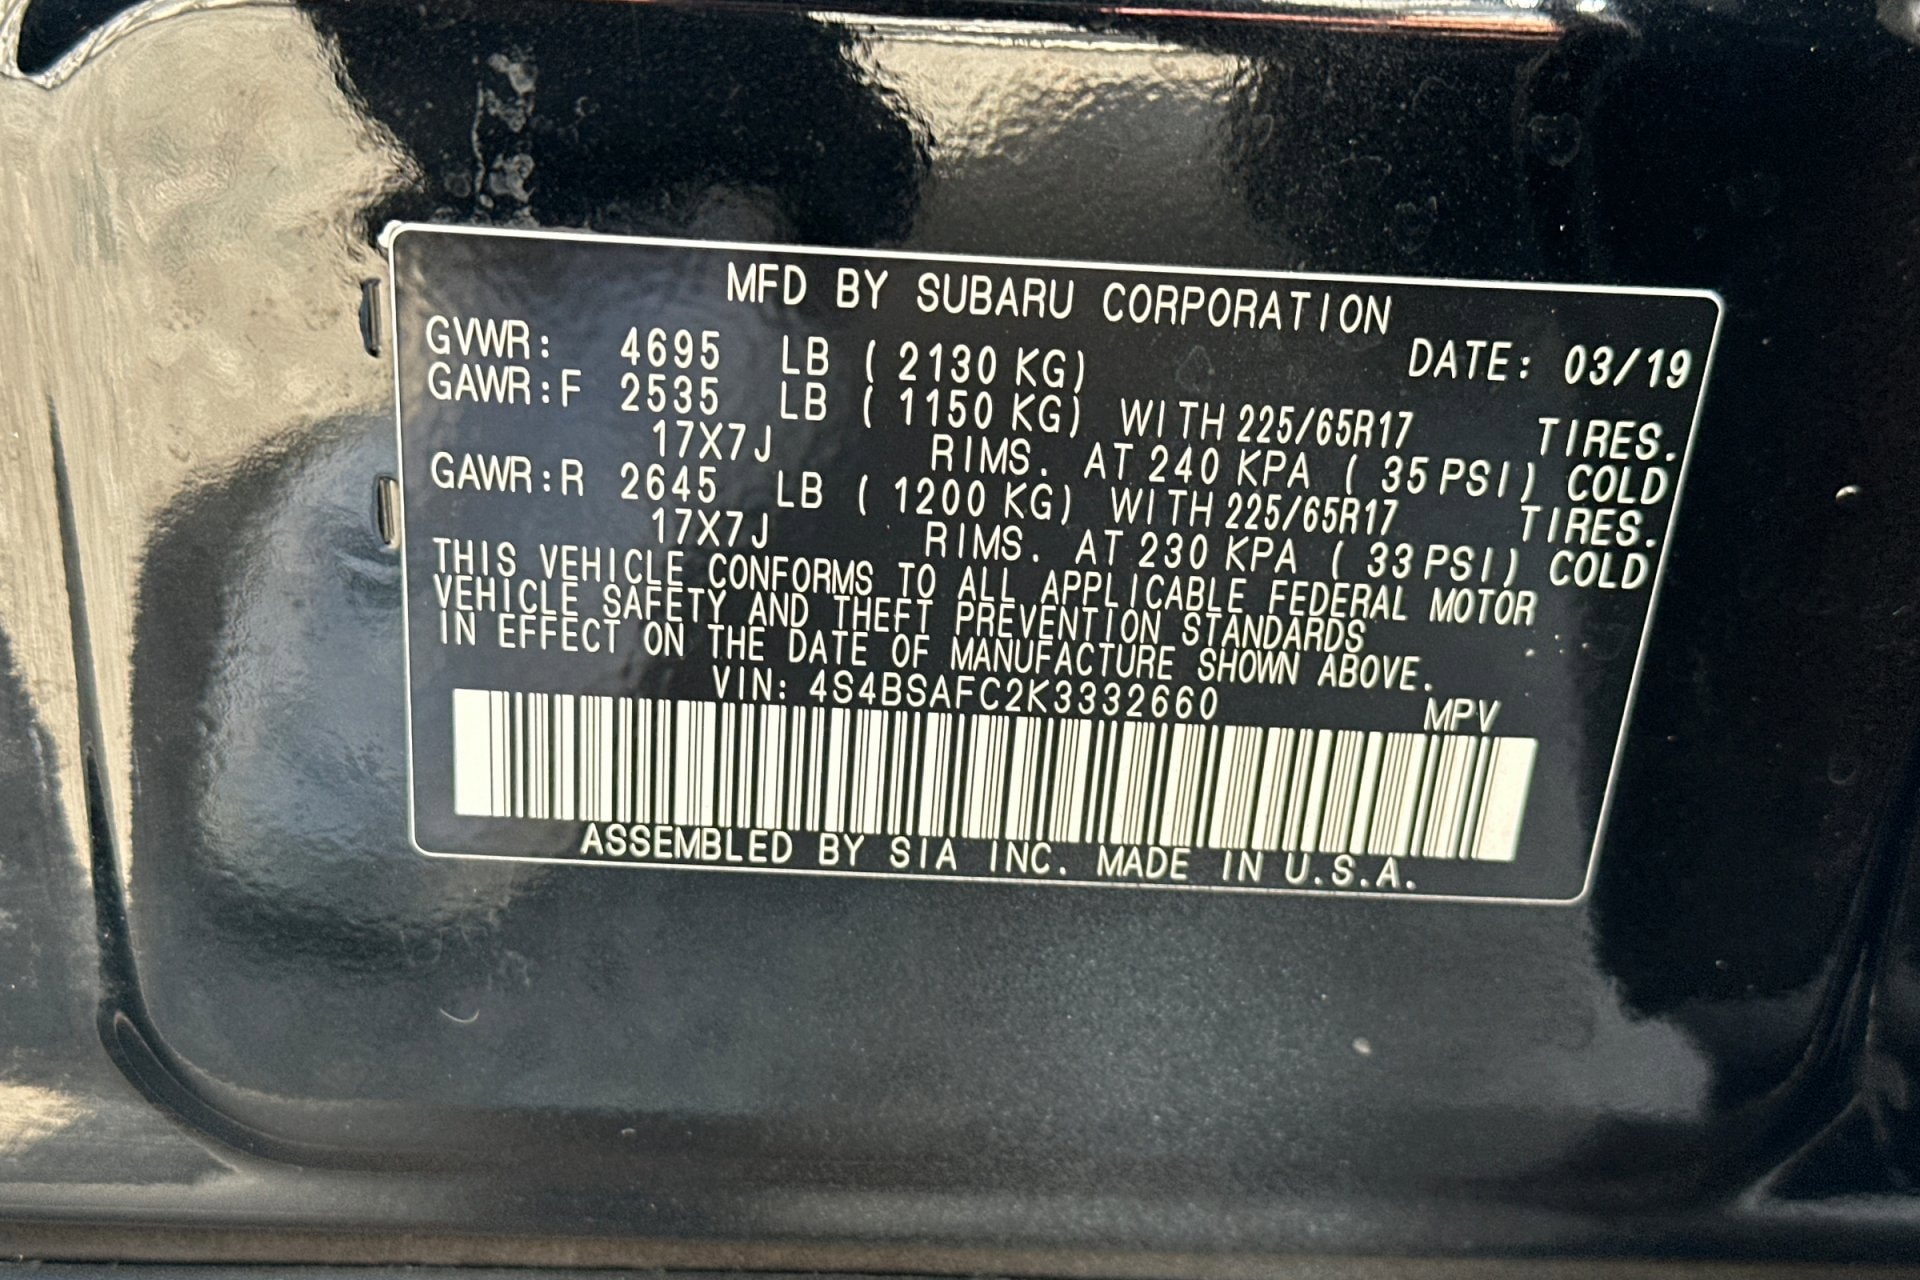 MFD BY SUBARU CORPORATION
GVWR: 4695 LB ( 2130 KG) DATE: 03/19
GAWR:F 2535 LB ( 1150 KG) WITH 225/65R17 TIRES.
17X7J RIMS. AT 240 KPA ( 35 PSI) COLD
GAWR:R 2645 LB ( 1200 KG) WITH 225/65R17 TIRES.
17X7J RIMS. AT 230 KPA ( 33 PSI) COLD
THIS VEHICLE CONFORMS TO ALL APPLICABLE FEDERAL MOTOR
VEHICLE SAFETY AND THEFT PREVENTION STANDARDS
IN EFFECT ON THE DATE OF MANUFACTURE SHOWN ABOVE.
VIN: 4S4BSAFC2K3332660 MPV
ASSEMBLED BY SIA INC. MADE IN U.S.A.